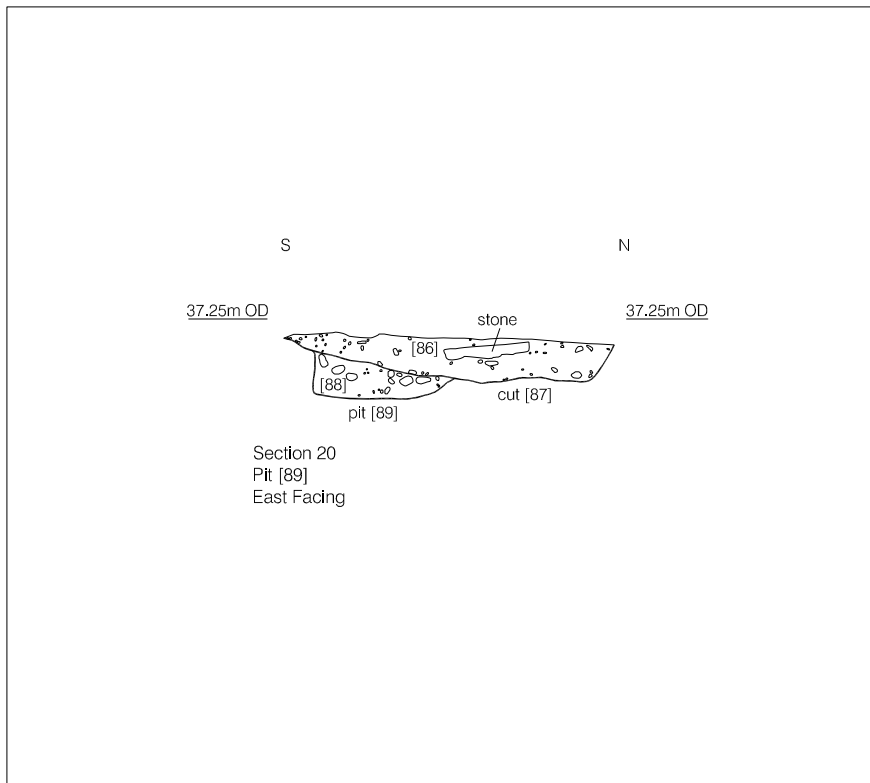 S N
37.25m OD 37.25m OD
stone
[86]
[88]
cut [87]
pit [89]
Section 20
Pit [89]
East Facing